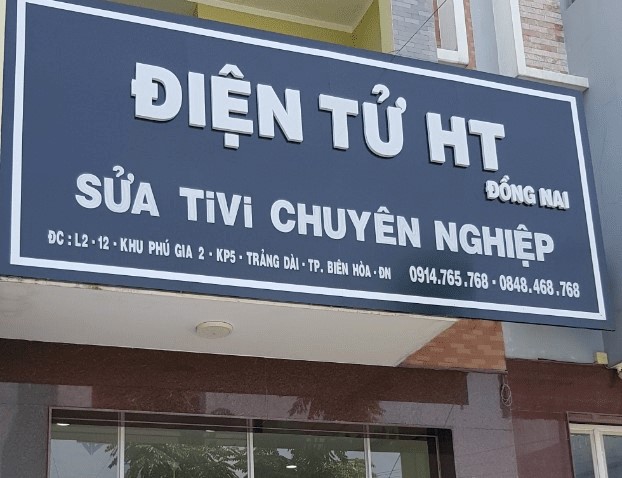 ĐIỆN TỬ HT
ĐỒNG NAI
SỬA TiVi CHUYÊN NGHIỆP
ĐC : L2 - 12 - KHU PHÚ GIA 2 - KP5 - TRẢNG DÀI - TP. BIÊN HÒA - ĐN 0914.765.768 - 0848.468.768